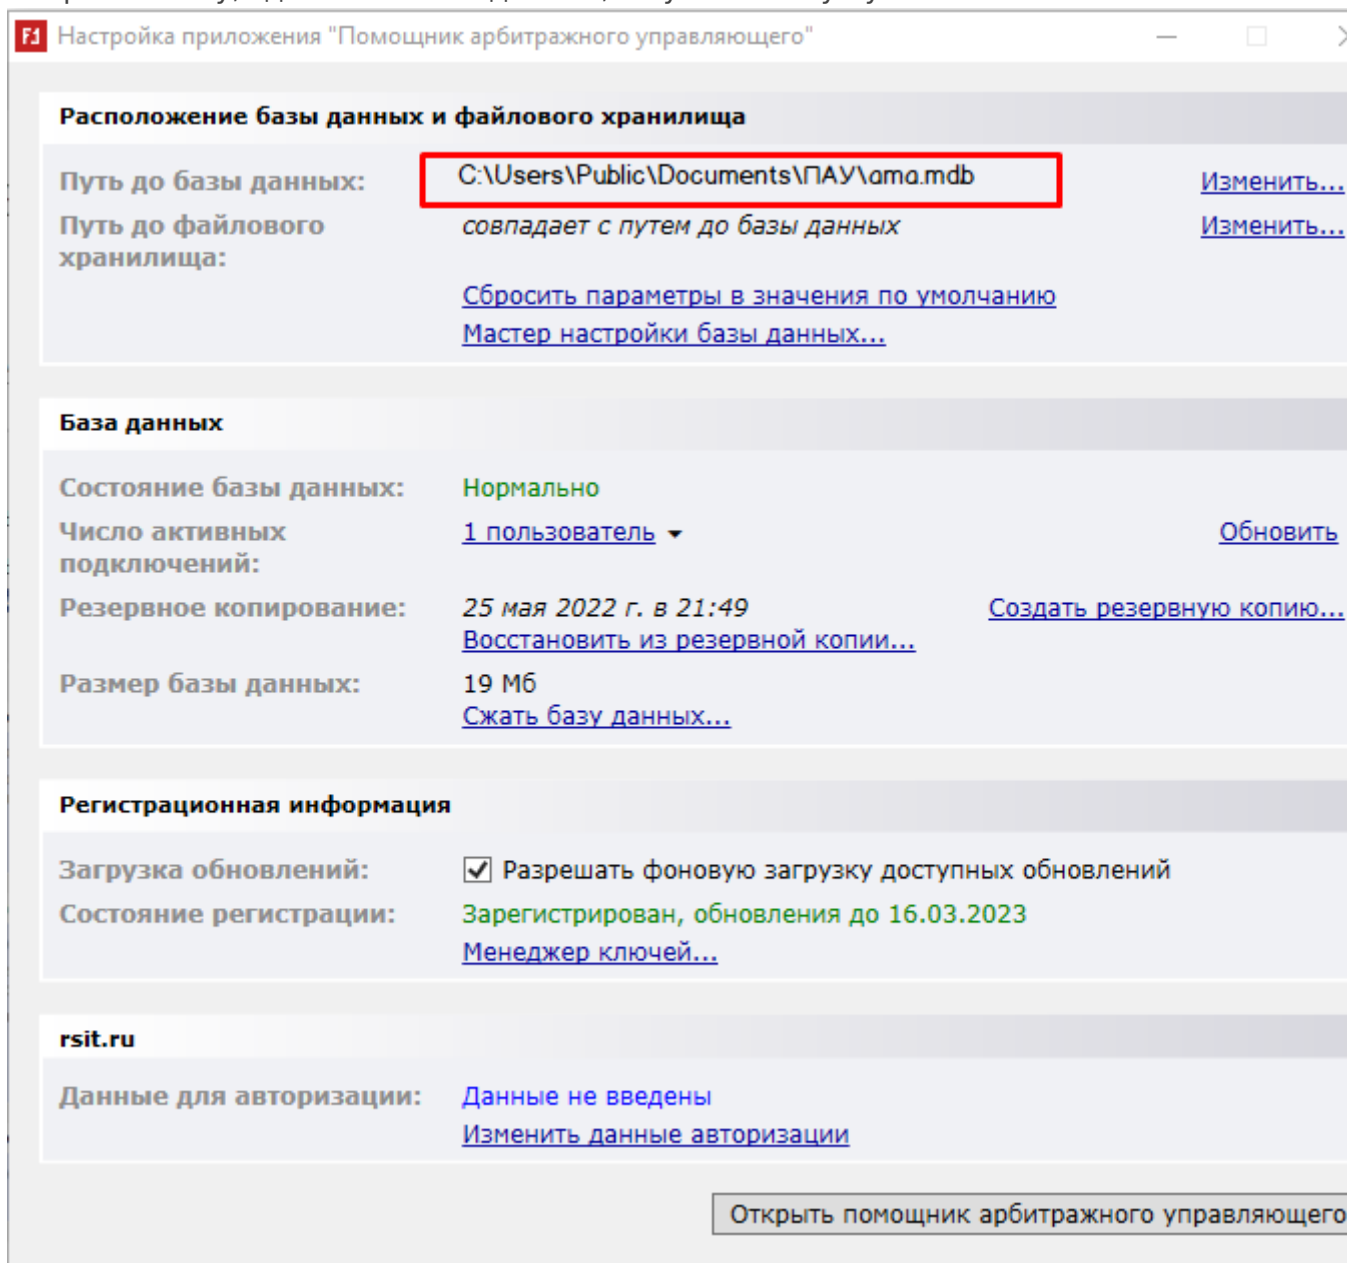 F1 Настройка приложения "Помощник арбитражного управляющего"
Расположение базы данных и файлового хранилища
Путь до базы данных: C:\Users\Public\Documents\ПАУ\ama.mdb Изменить...
Путь до файлового хранилища: совпадает с путем до базы данных Изменить...
Сбросить параметры в значения по умолчанию
Мастер настройки базы данных...
База данных
Состояние базы данных: Нормально
Число активных подключений: 1 пользователь Обновить
Резервное копирование: 25 мая 2022 г. в 21:49 Создать резервную копию...
Восстановить из резервной копии...
Размер базы данных: 19 Мб
Сжать базу данных...
Регистрационная информация
Загрузка обновлений: Разрешать фоновую загрузку доступных обновлений
Состояние регистрации: Зарегистрирован, обновления до 16.03.2023
Менеджер ключей...
rsit.ru
Данные для авторизации: Данные не введены
Изменить данные авторизации
Открыть помощник арбитражного управляющего